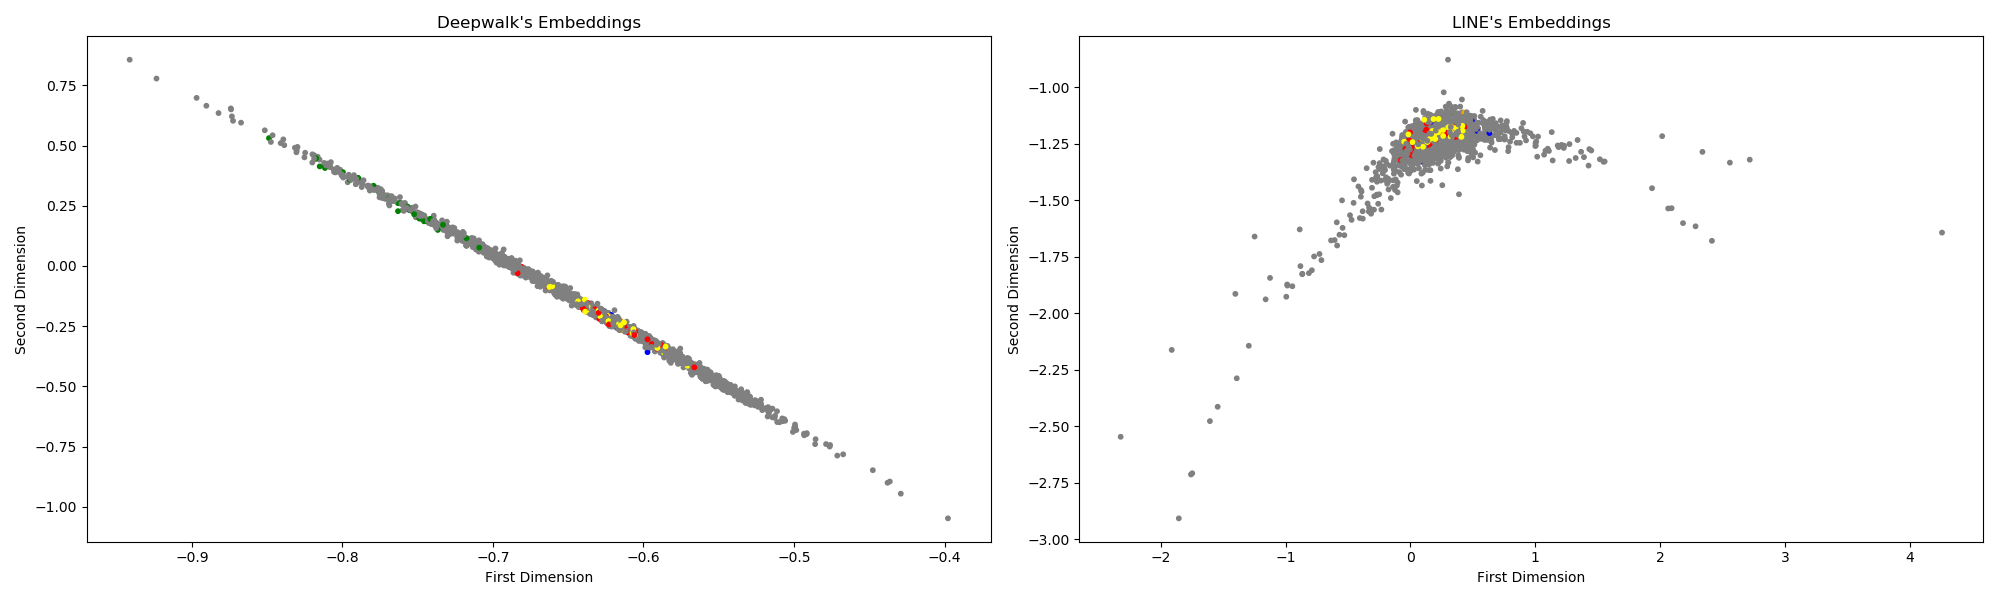 Deepwalk's Embeddings
0.75
0.50
0.25
0.00
−0.25
−0.50
−0.75
−1.00
Second Dimension
−0.9 −0.8 −0.7 −0.6 −0.5 −0.4
First Dimension
LINE's Embeddings
−1.00
−1.25
−1.50
−1.75
−2.00
−2.25
−2.50
−2.75
−3.00
Second Dimension
−2 −1 0 1 2 3 4
First Dimension